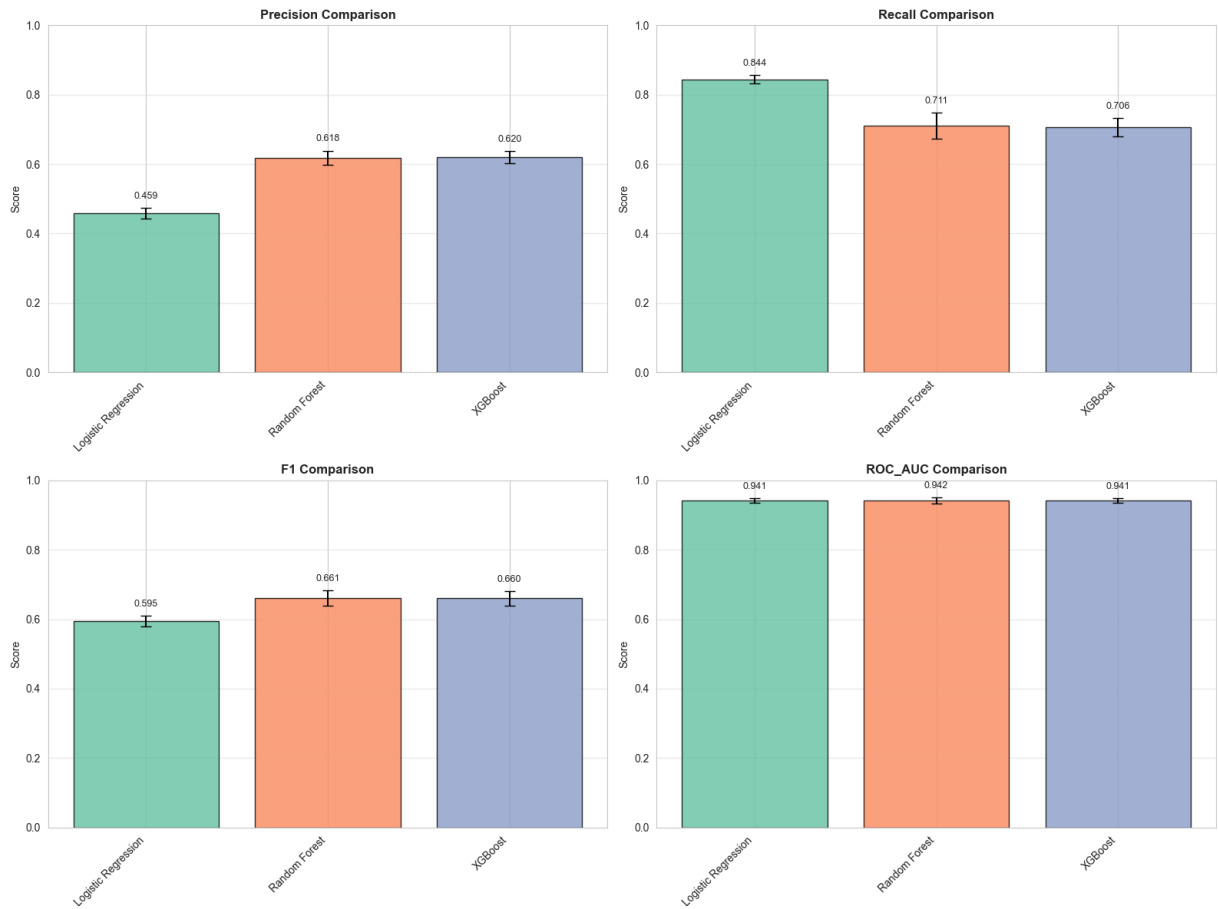 Precision Comparison
1.0
0.8
0.6
0.4
0.2
0.0
Score
0.459
0.618
0.620
Logistic Regression
Random Forest
XGBoost
Recall Comparison
1.0
0.8
0.6
0.4
0.2
0.0
Score
0.844
0.711
0.706
Logistic Regression
Random Forest
XGBoost
F1 Comparison
1.0
0.8
0.6
0.4
0.2
0.0
Score
0.595
0.661
0.660
Logistic Regression
Random Forest
XGBoost
ROC_AUC Comparison
1.0
0.8
0.6
0.4
0.2
0.0
Score
0.941
0.942
0.941
Logistic Regression
Random Forest
XGBoost